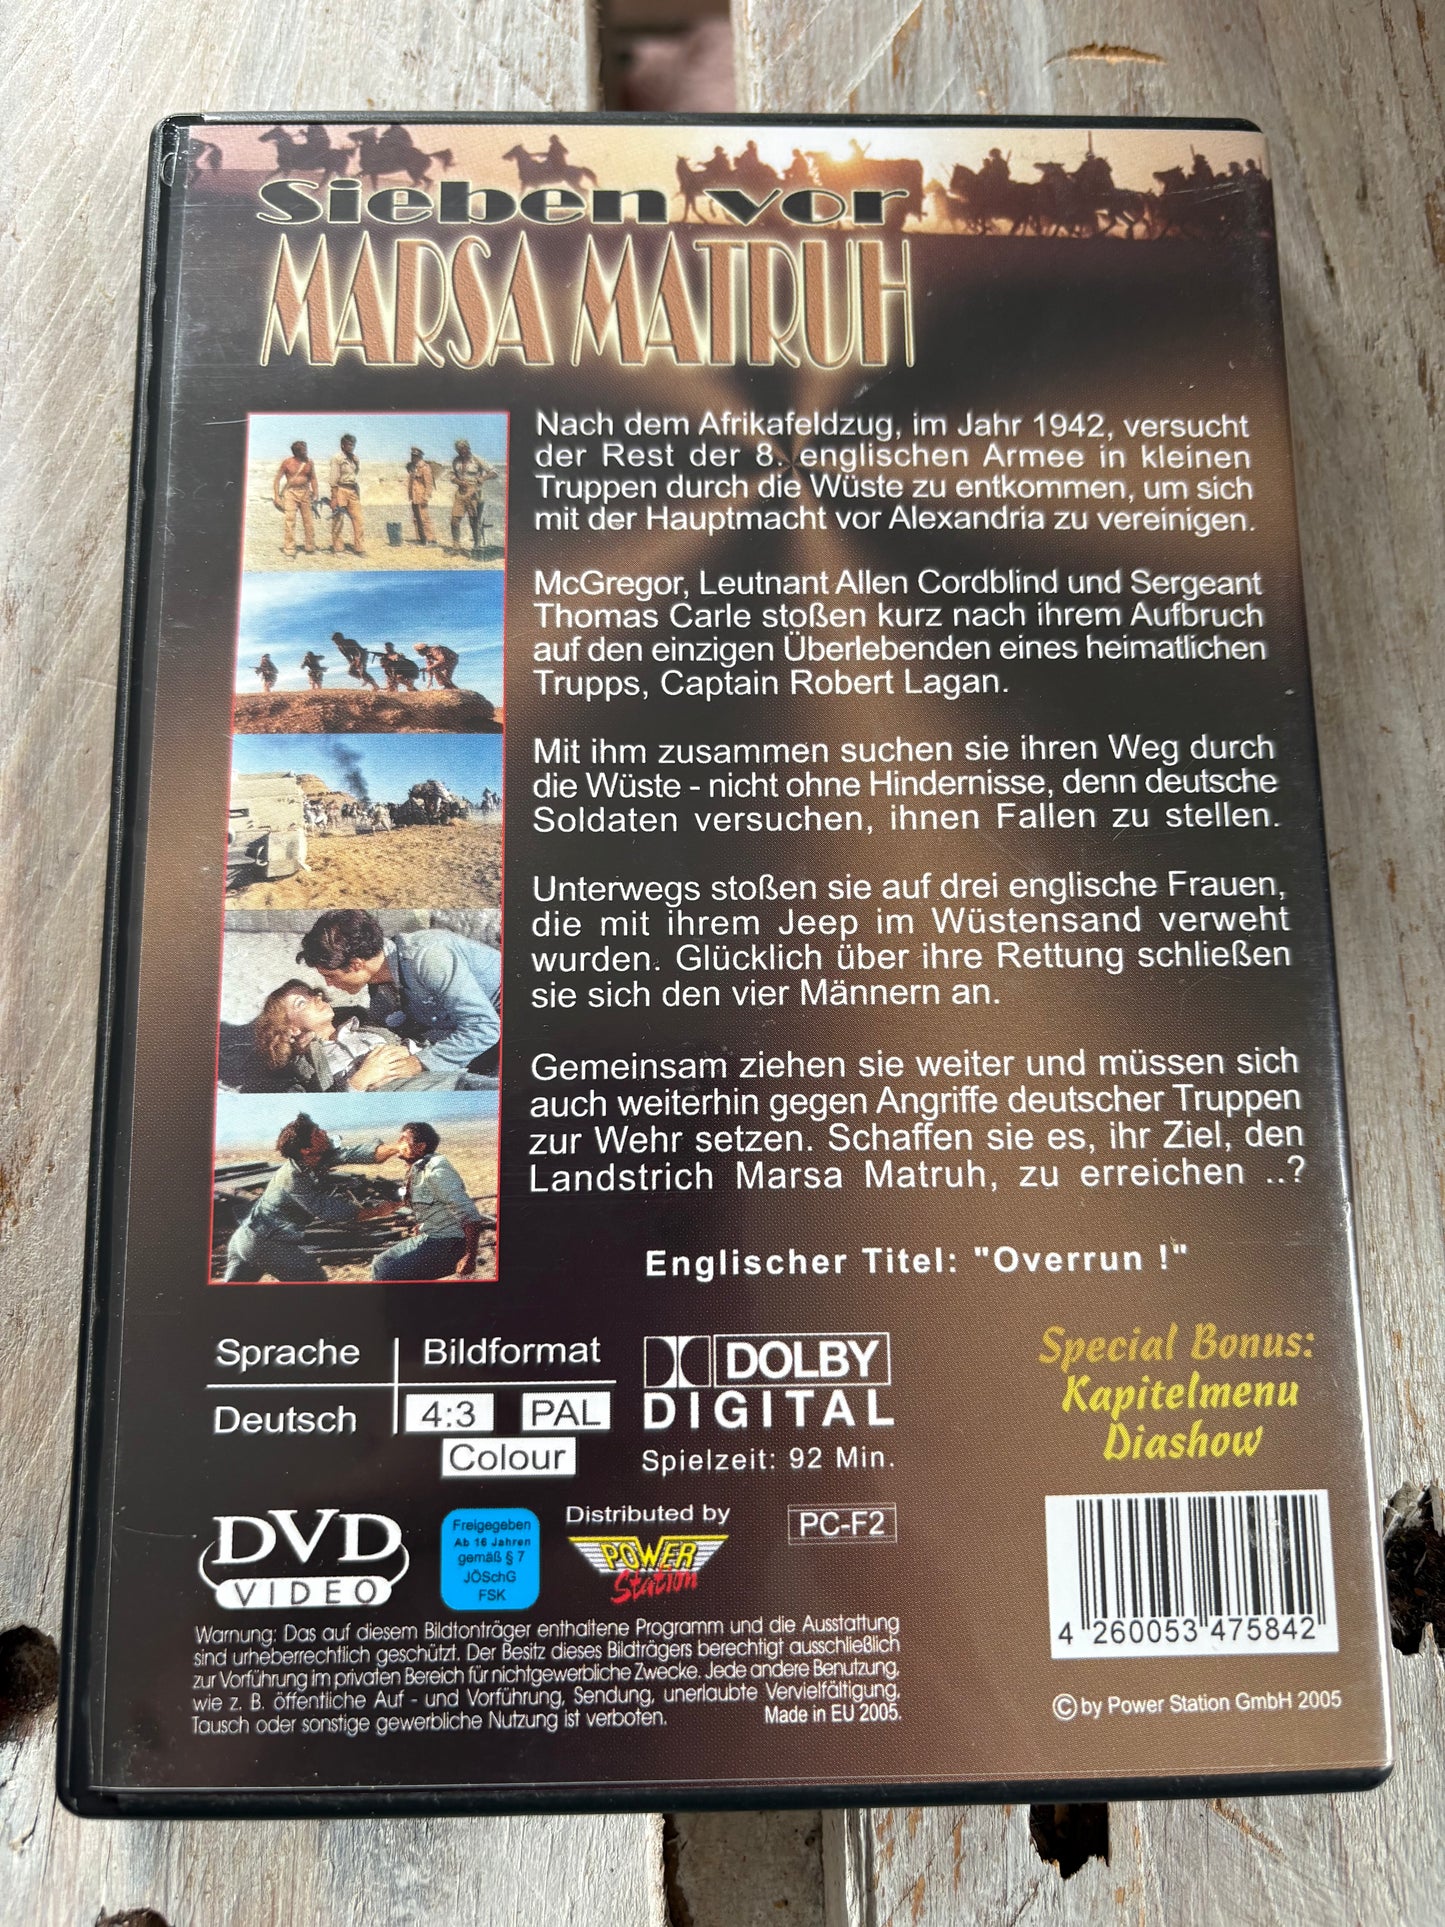 Sieben vor
MARSA MATRUH
Nach dem Afrikafeldzug, im Jahr 1942, versucht
der Rest der 8. englischen Armee in kleinen
Truppen durch die Wüste zu entkommen, um sich
mit der Hauptmacht vor Alexandria zu vereinigen.
McGregor, Leutnant Allen Cordblind und Sergeant
Thomas Carle stoßen kurz nach ihrem Aufbruch
auf den einzigen Überlebenden eines heimatlichen
Trupps, Captain Robert Lagan.
Mit ihm zusammen suchen sie ihren Weg durch
die Wüste - nicht ohne Hindernisse, denn deutsche
Soldaten versuchen, ihnen Fallen zu stellen.
Unterwegs stoßen sie auf drei englische Frauen,
die mit ihrem Jeep im Wüstensand verweht
wurden. Glücklich über ihre Rettung schließen
sie sich den vier Männern an.
Gemeinsam ziehen sie weiter und müssen sich
auch weiterhin gegen Angriffe deutscher Truppen
zur Wehr setzen. Schaffen sie es, ihr Ziel, den
Landstrich Marsa Matruh, zu erreichen ..?
Englischer Titel: "Overrun !"
Sprache
Deutsch
Bildformat
4:3 PAL
Colour
DOLBY
DIGITAL
Spielzeit: 92 Min.
Special Bonus:
Kapitelmenu
Diashow
DVD
VIDEO
Freigegeben
Ab 16 Jahren
gemäß § 7
JÖSchG
FSK
Distributed by
POWER
Station
PC-F2
4 260053 475842
Warnung: Das auf diesem Bildtonträger enthaltene Programm und die Ausstattung
sind urheberrechtlich geschützt. Der Besitz dieses Bildträgers berechtigt ausschließlich
zur Vorführung im privaten Bereich für nichtgewerbliche Zwecke. Jede andere Benutzung,
wie z. B. öffentliche Auf - und Vorführung, Sendung, unerlaubte Vervielfältigung,
Tausch oder sonstige gewerbliche Nutzung ist verboten.
Made in EU 2005.
© by Power Station GmbH 2005